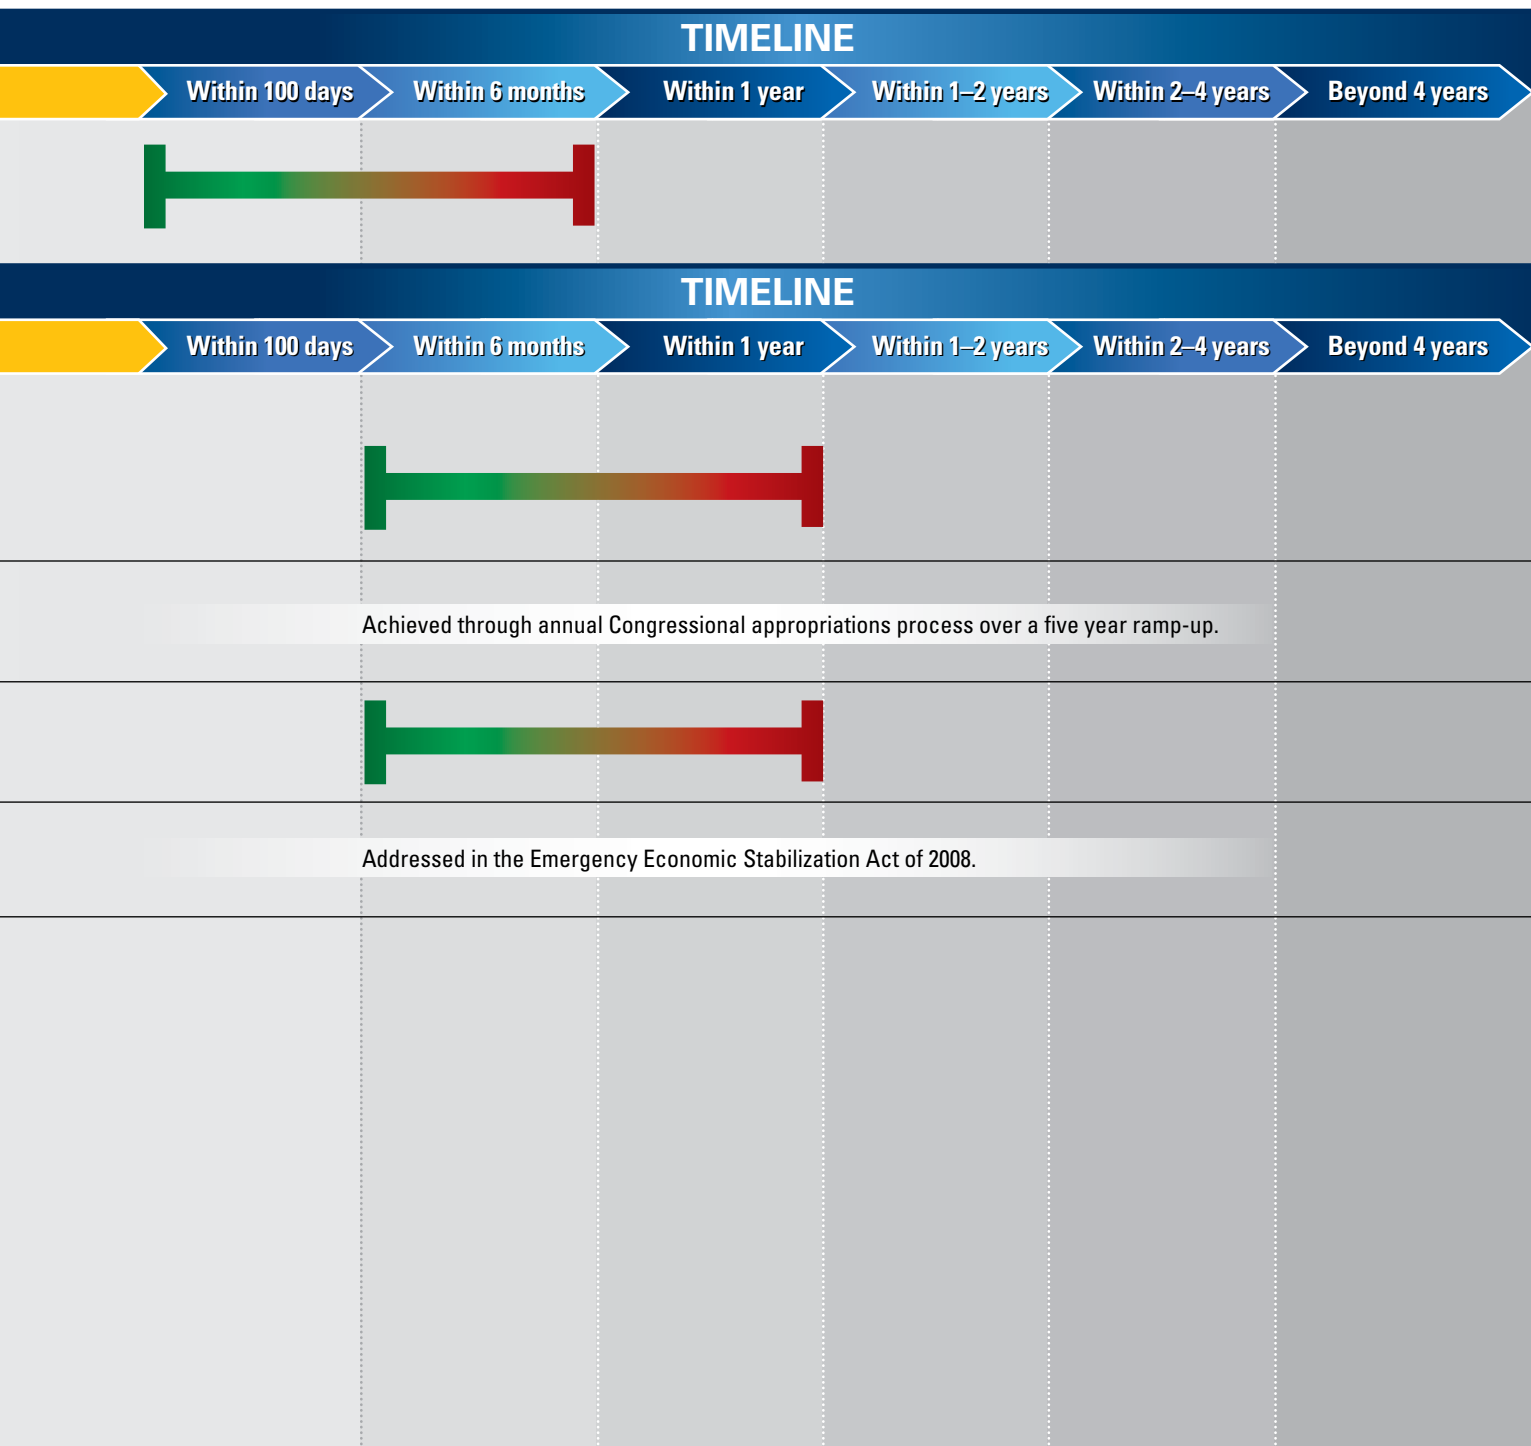 TIMELINE
Within 100 days Within 6 months Within 1 year Within 1–2 years Within 2–4 years Beyond 4 years
TIMELINE
Within 100 days Within 6 months Within 1 year Within 1–2 years Within 2–4 years Beyond 4 years
Achieved through annual Congressional appropriations process over a five year ramp-up.
Addressed in the Emergency Economic Stabilization Act of 2008.